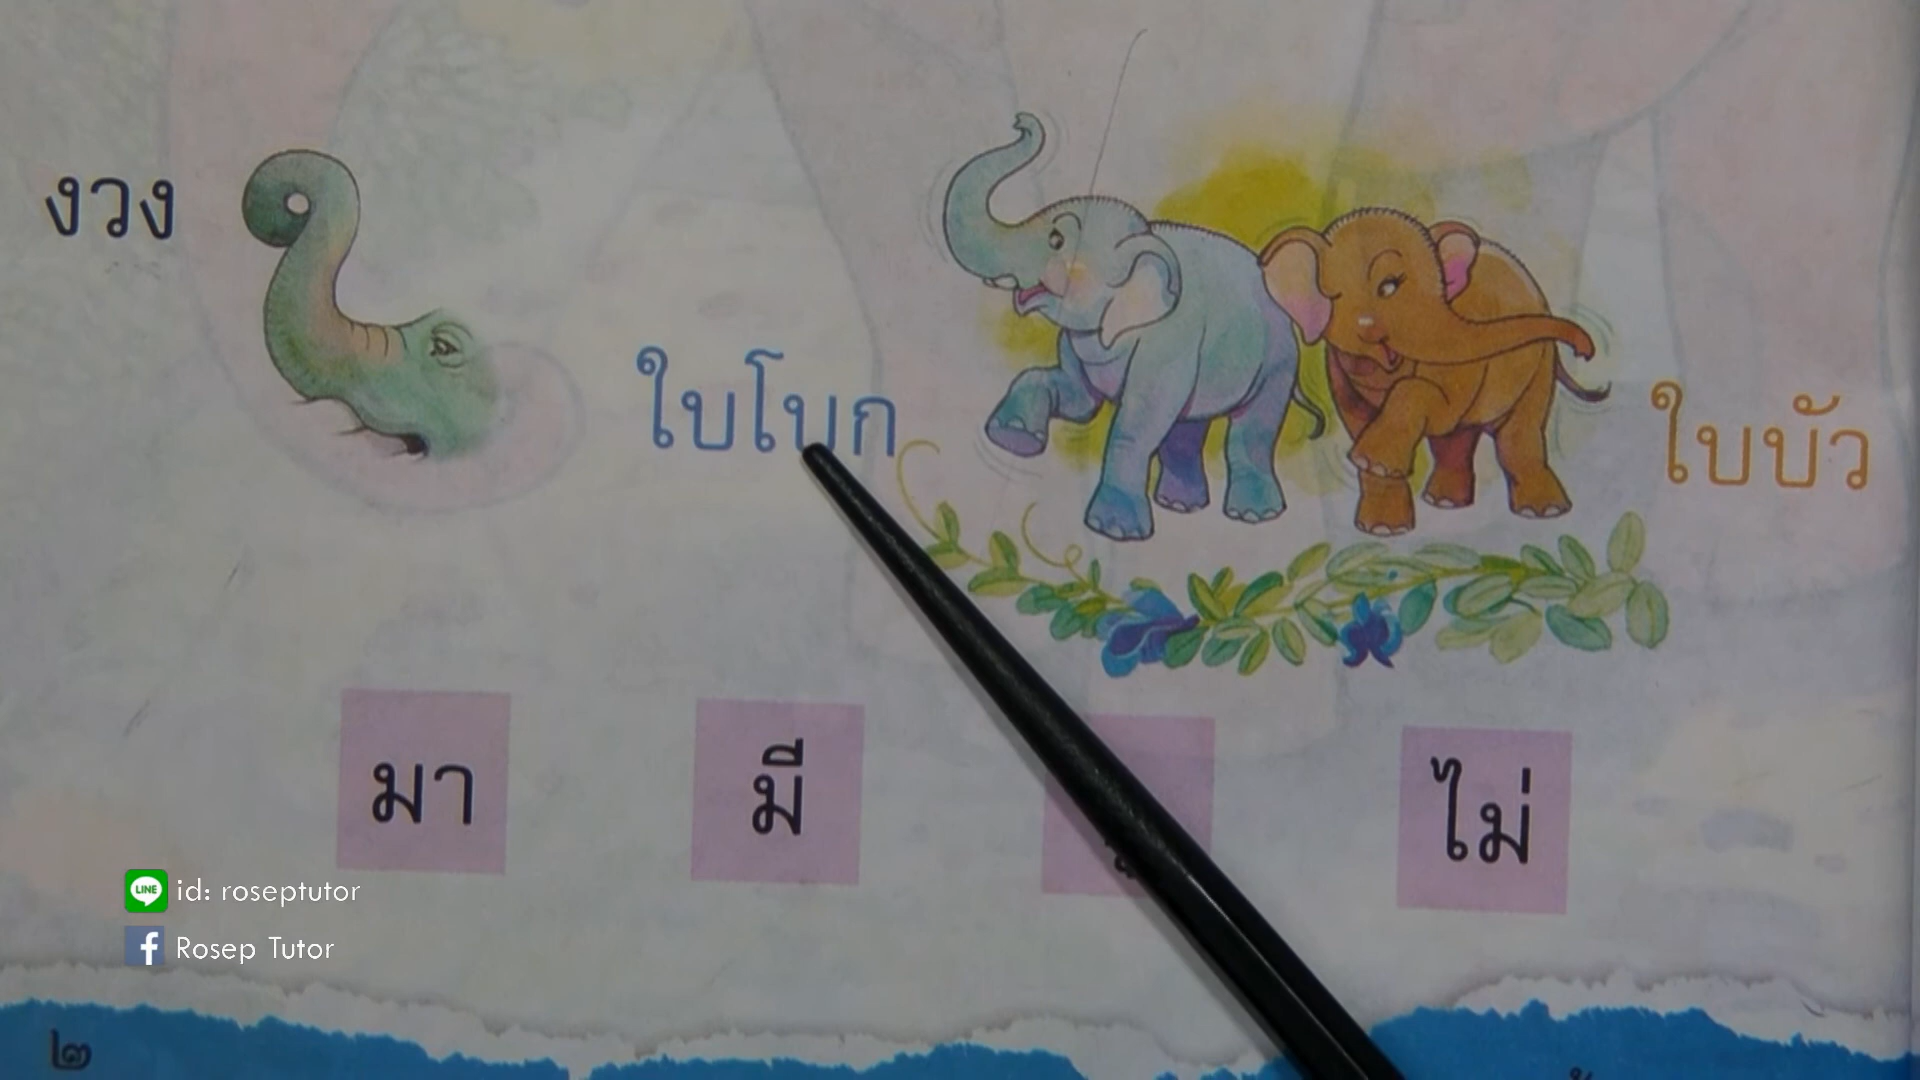 งวง
ใบโบก
ใบบัว
มา
มี
ไม่
LINE id: roseptutor
f Rosep Tutor
๒